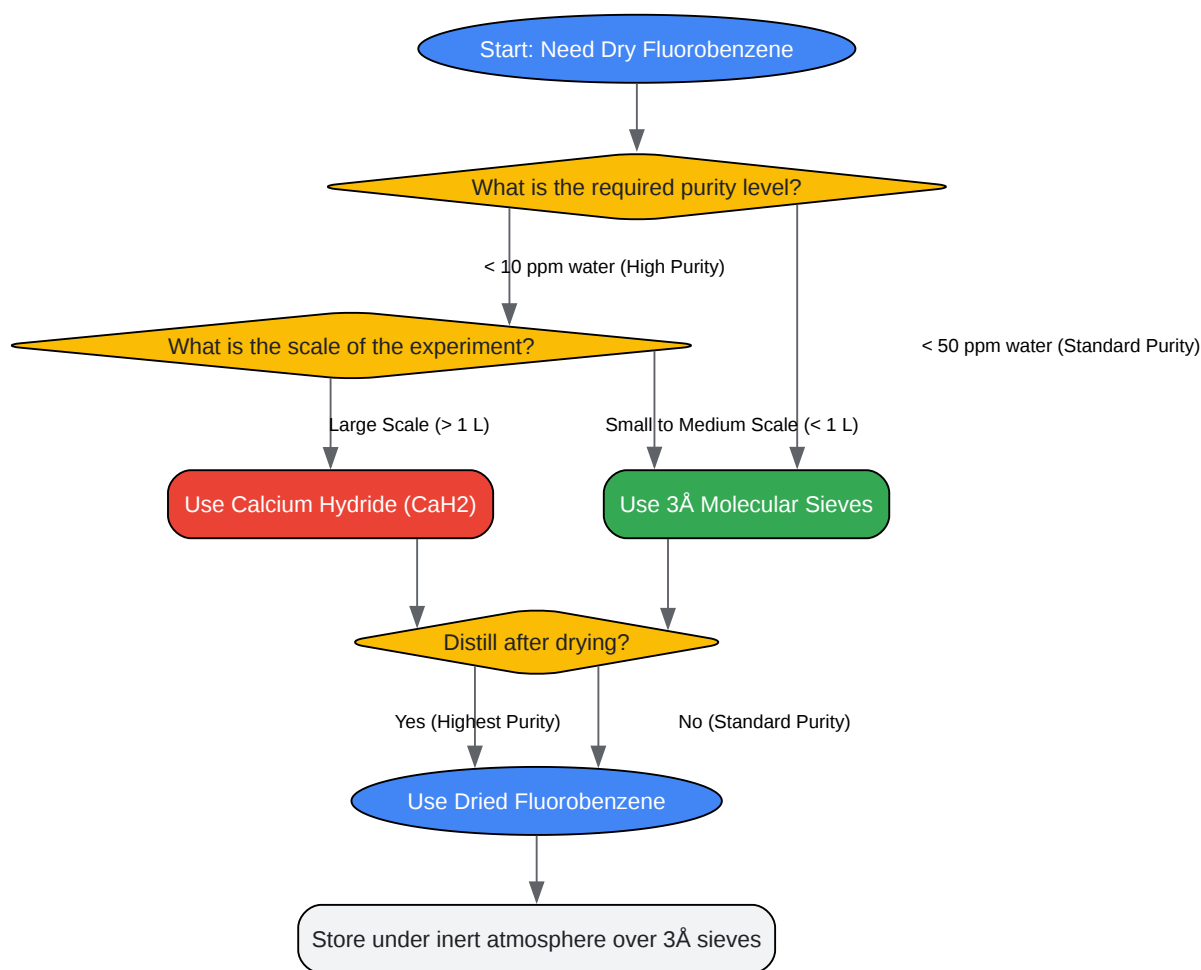 Start: Need Dry Fluorobenzene
What is the required purity level?
< 10 ppm water (High Purity)
What is the scale of the experiment?
< 50 ppm water (Standard Purity)
Large Scale (> 1 L)
Small to Medium Scale (< 1 L)
Use Calcium Hydride (CaH2)
Use 3Å Molecular Sieves
Distill after drying?
Yes (Highest Purity)
No (Standard Purity)
Use Dried Fluorobenzene
Store under inert atmosphere over 3Å sieves